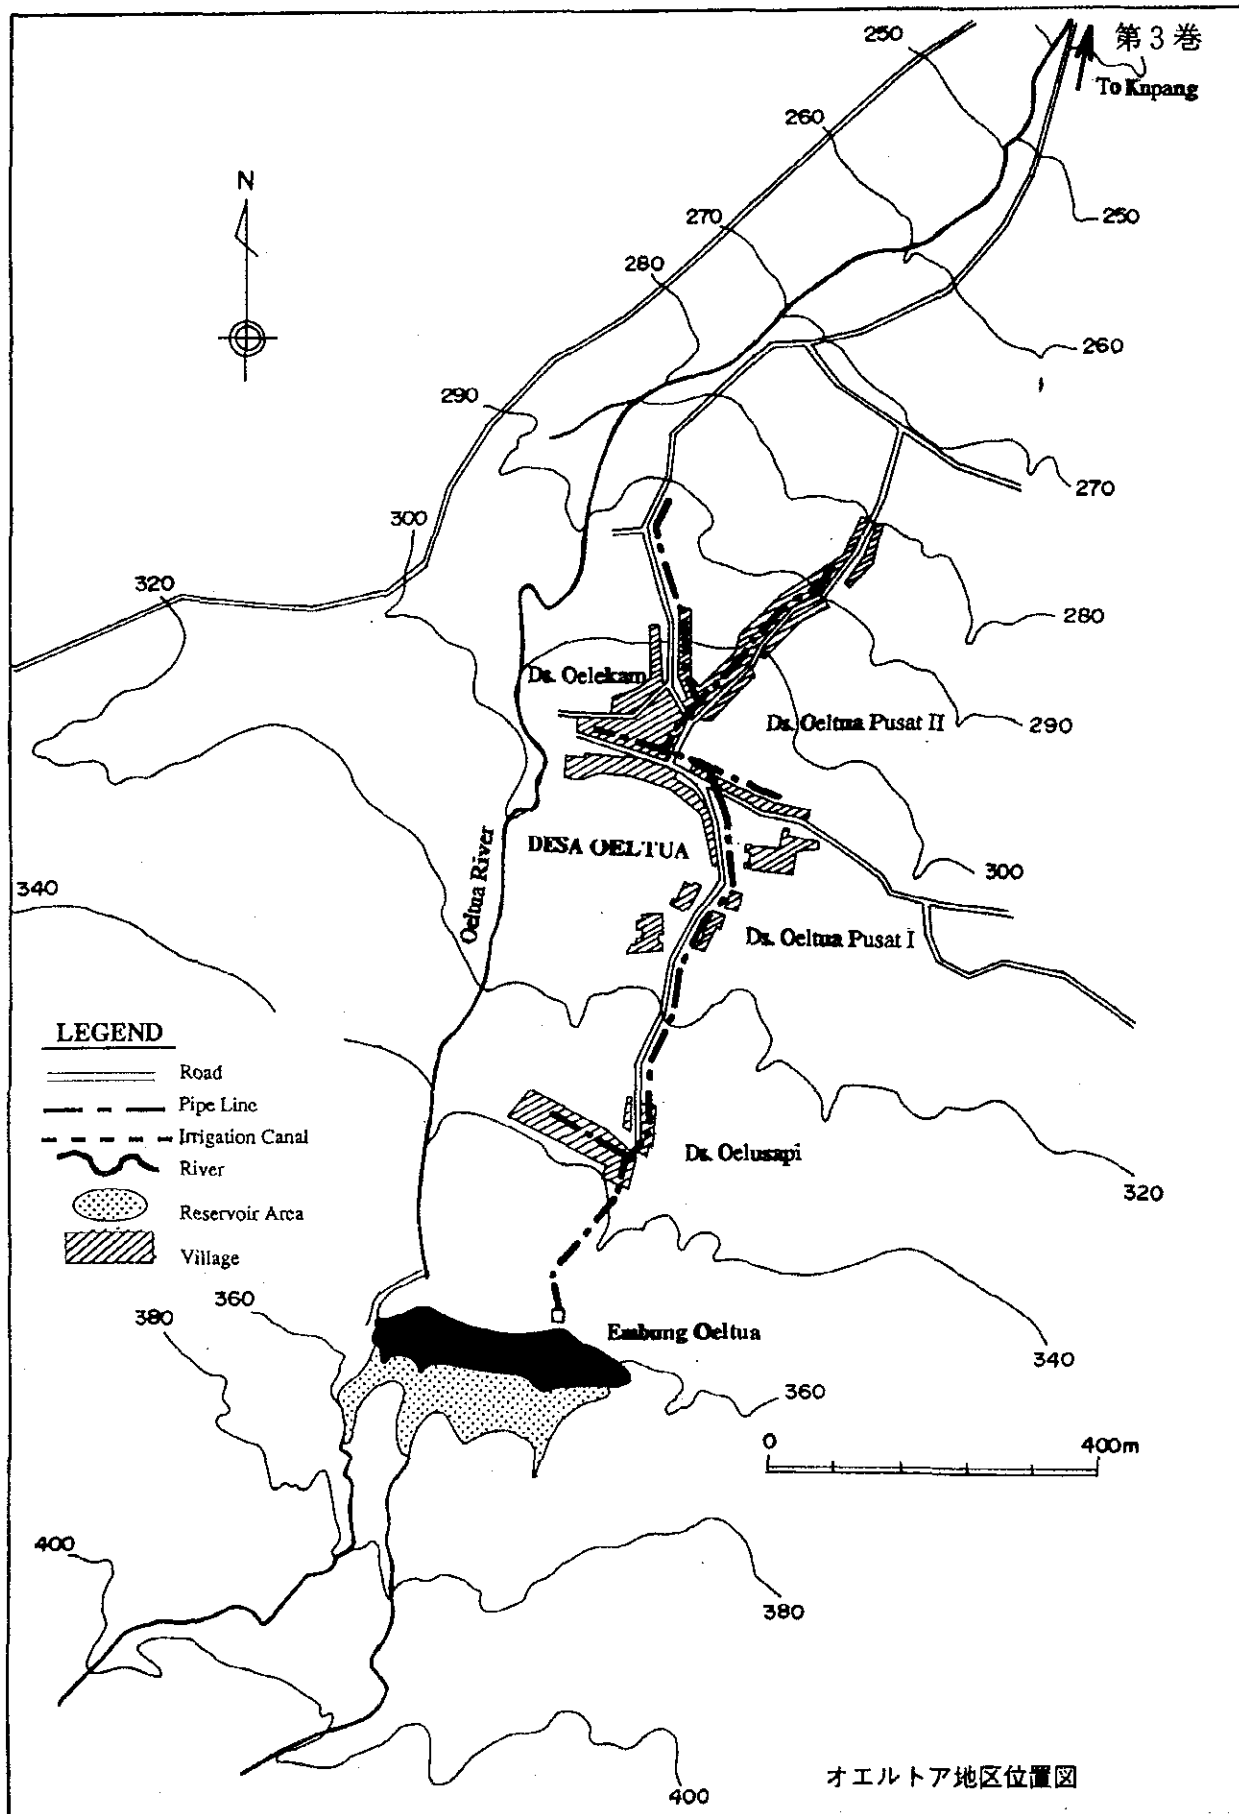 250
第3巻
To Knpang
260
N
270
250
280
260
290
270
300
320
280
Ds. Oelekam
Ds. Oeltua Pusat II
290
DESA OELTUA
Oeltua River
300
340
Ds. Oeltua Pusat I
LEGEND
Road
Pipe Line
Irrigation Canal
River
Reservoir Area
Village
Ds. Oelusapi
320
360
380
Embung Oeltua
340
360
0 400m
400
380
オエルトア地区位置図
400